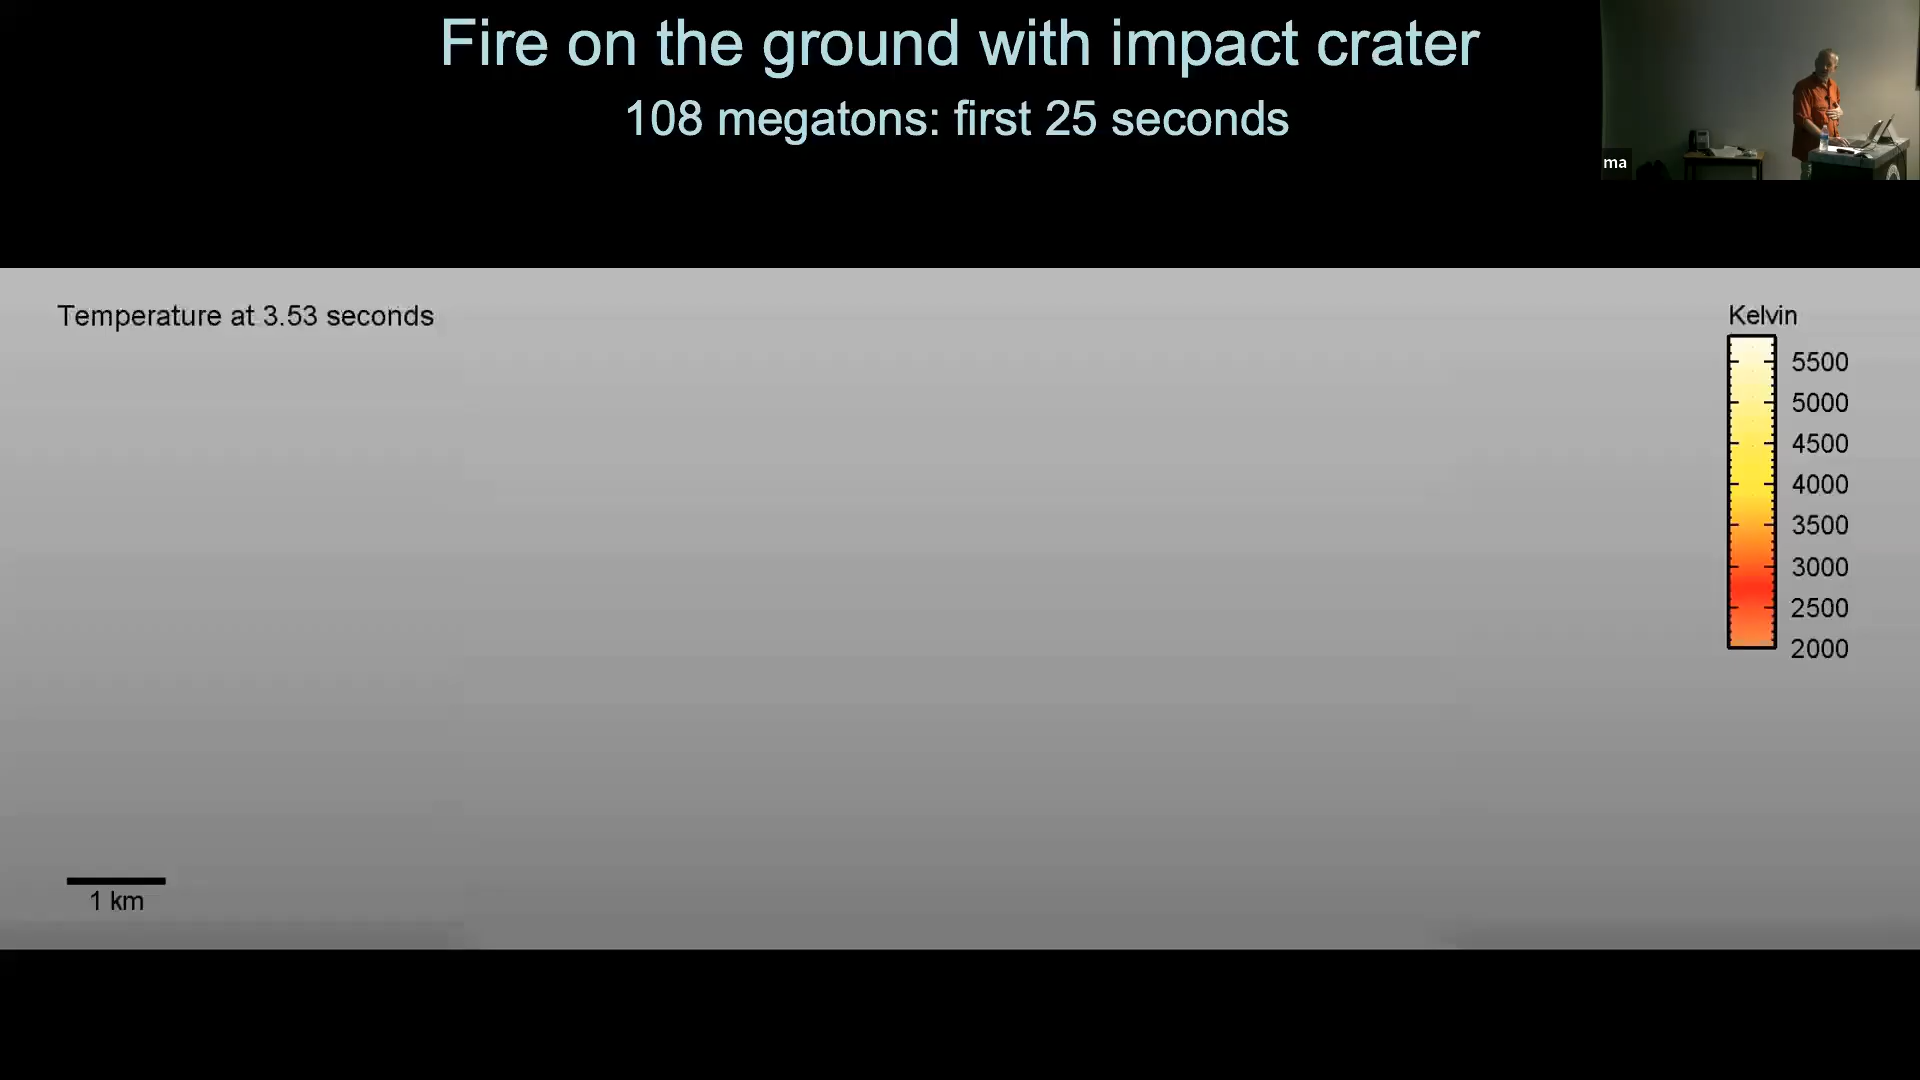 Fire on the ground with impact crater
108 megatons: first 25 seconds
ma
Temperature at 3.53 seconds
Kelvin
5500
5000
4500
4000
3500
3000
2500
2000
1 km